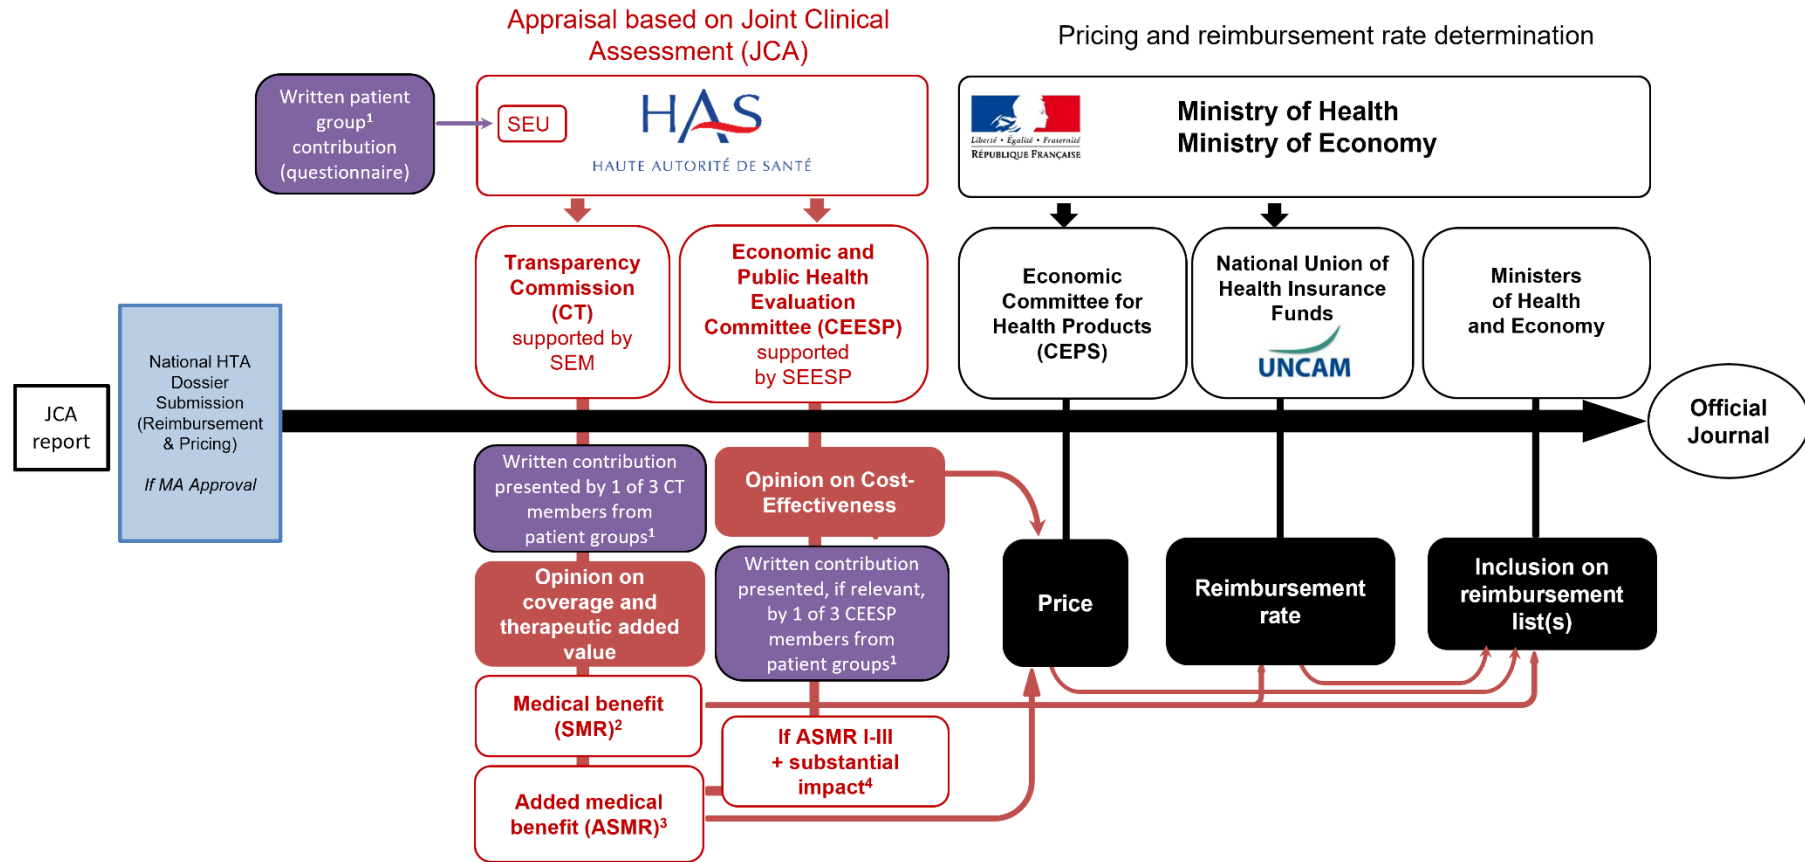 Appraisal based on Joint Clinical
Assessment (JCA)
Pricing and reimbursement rate determination
Written patient
group¹
contribution
(questionnaire)
SEU
HAS
HAUTE AUTORITÉ DE SANTÉ
Liberté • Égalité • Fraternité
RÉPUBLIQUE FRANÇAISE
Ministry of Health
Ministry of Economy
Transparency
Commission
(CT)
supported by
SEM
Economic and
Public Health
Evaluation
Committee (CEESP)
supported
by SEESP
Economic
Committee for
Health Products
(CEPS)
National Union of
Health Insurance
Funds
UNCAM
Ministers
of Health
and Economy
JCA
report
National HTA
Dossier
Submission
(Reimbursement
& Pricing)
If MA Approval
Official
Journal
Written contribution
presented by 1 of 3 CT
members from
patient groups¹
Opinion on Cost-
Effectiveness
Opinion on
coverage and
therapeutic added
value
Written contribution
presented, if relevant,
by 1 of 3 CEESP
members from
patient groups¹
Price
Reimbursement
rate
Inclusion on
reimbursement
list(s)
Medical benefit
(SMR)²
If ASMR I-III
+ substantial
impact⁴
Added medical
benefit (ASMR)³